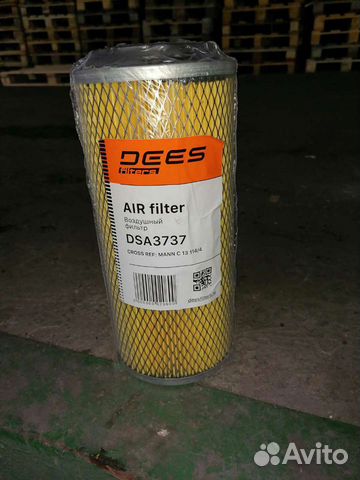 DEES
filters
AIR filter
Воздушный
фильтр
DSA3737
CROSS REF: MANN C 13 114/4
Avito